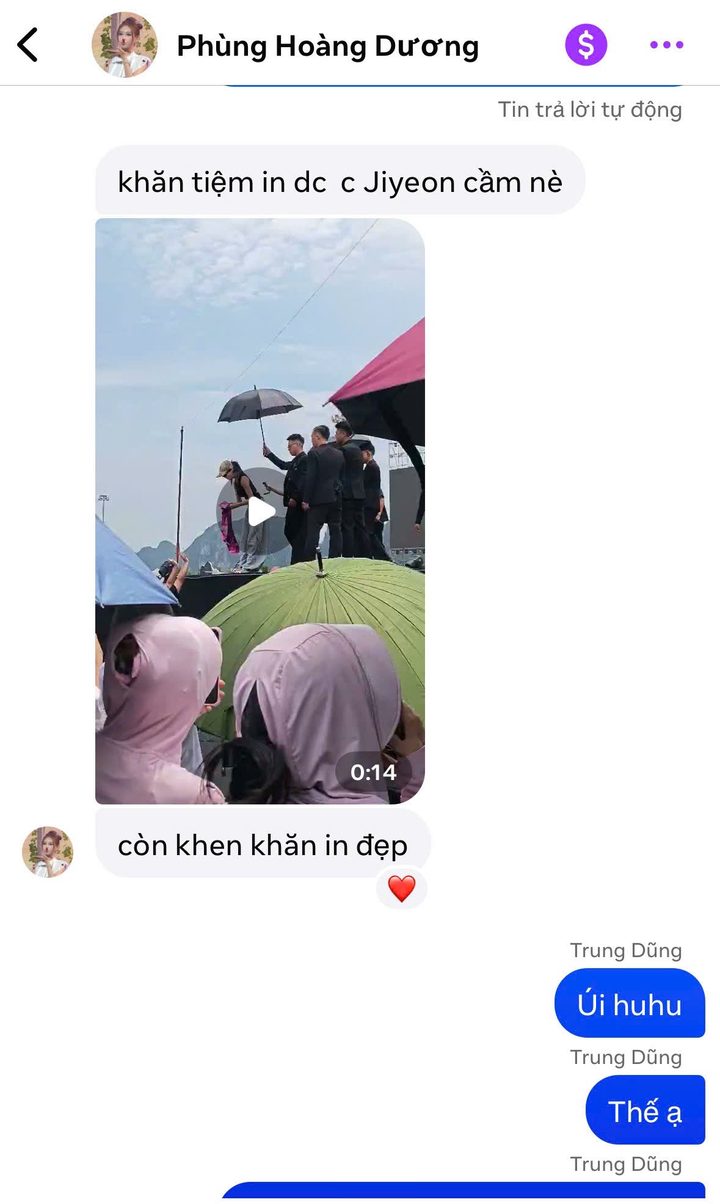 Phùng Hoàng Dương
$
Tin trả lời tự động
khăn tiệm in dc c Jiyeon cầm nè
0:14
còn khen khăn in đẹp
Trung Dũng
Úi huhu
Trung Dũng
Thế ạ
Trung Dũng